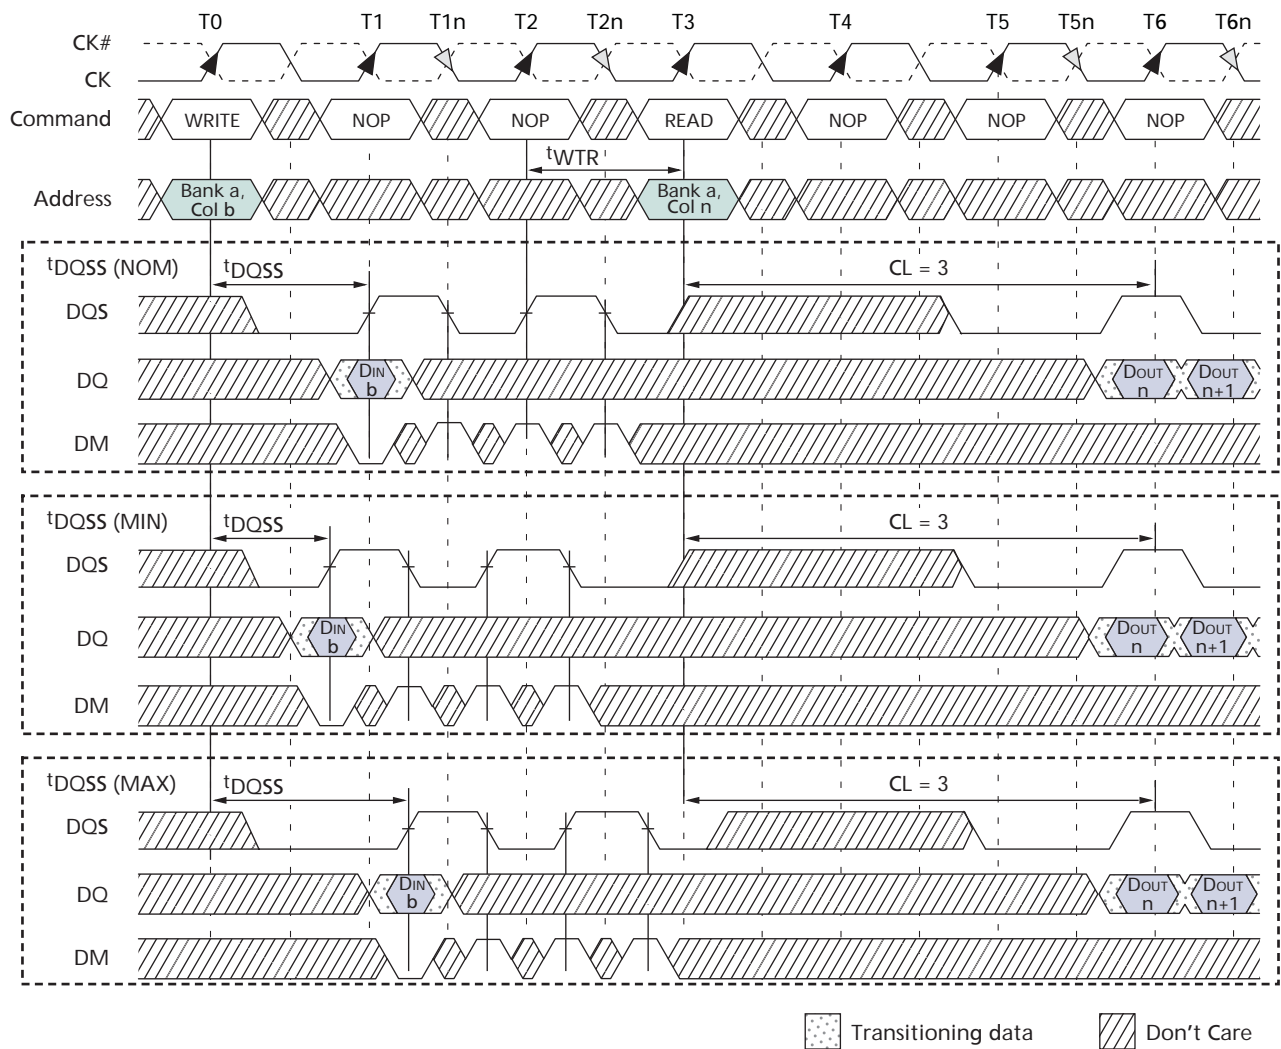 T0 T1 T1n T2 T2n T3 T4 T5 T5n T6 T6n
CK#
CK
Command WRITE NOP NOP READ NOP NOP NOP
tWTR
Address Bank a, Col b Bank a, Col n
tDQSS (NOM) tDQSS CL = 3
DQS
DQ DIN b DOUT n DOUT n+1
DM
tDQSS (MIN) tDQSS CL = 3
DQS
DQ DIN b DOUT n DOUT n+1
DM
tDQSS (MAX) tDQSS CL = 3
DQS
DQ DIN b DOUT n DOUT n+1
DM
Transitioning data Don't Care